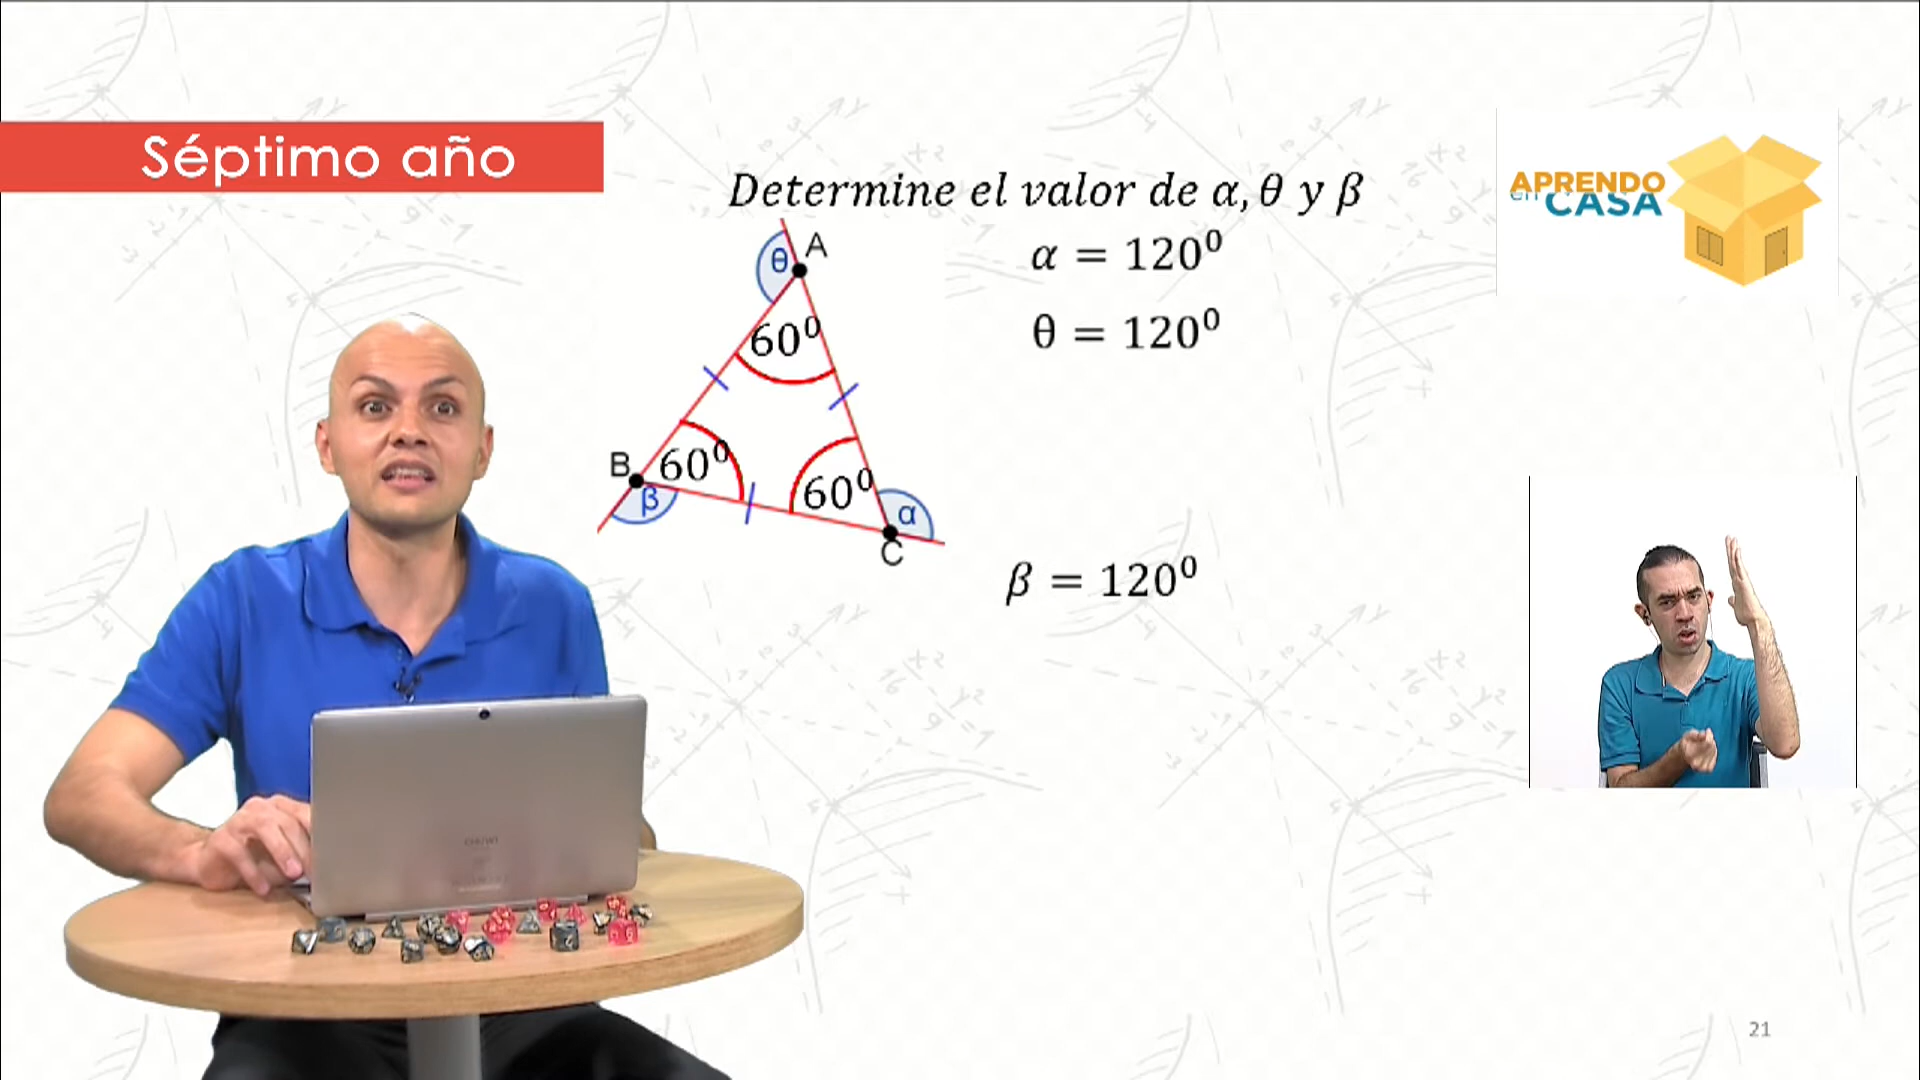 Séptimo año
Determine el valor de α, θ y β
APRENDO
en CASA
α = 120⁰
θ = 120⁰
θ
A
60⁰
B
60⁰
β
60⁰
α
C
β = 120⁰
21